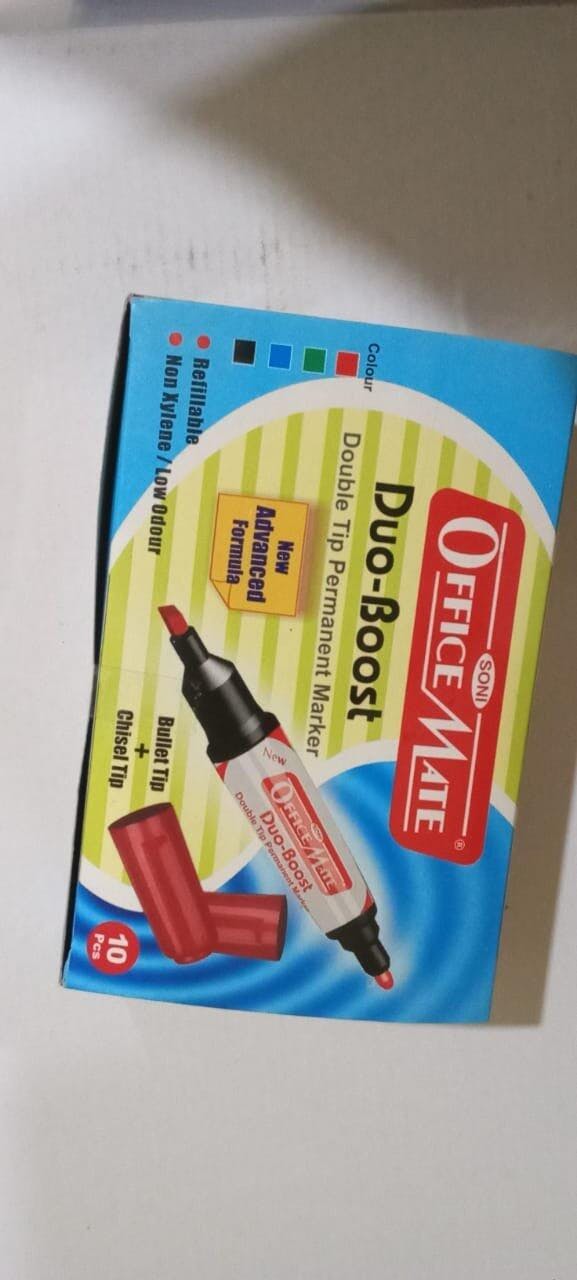 SONI
OFFICE MATE®
Duo-Boost
Double Tip Permanent Marker
Colour
New
Advanced
Formula
Refillable
Non Xylene / Low Odour
Bullet Tip
+
Chisel Tip
New
SONI
OFFICE MATE
Duo-Boost
Double Tip Permanent Marker
10
Pcs